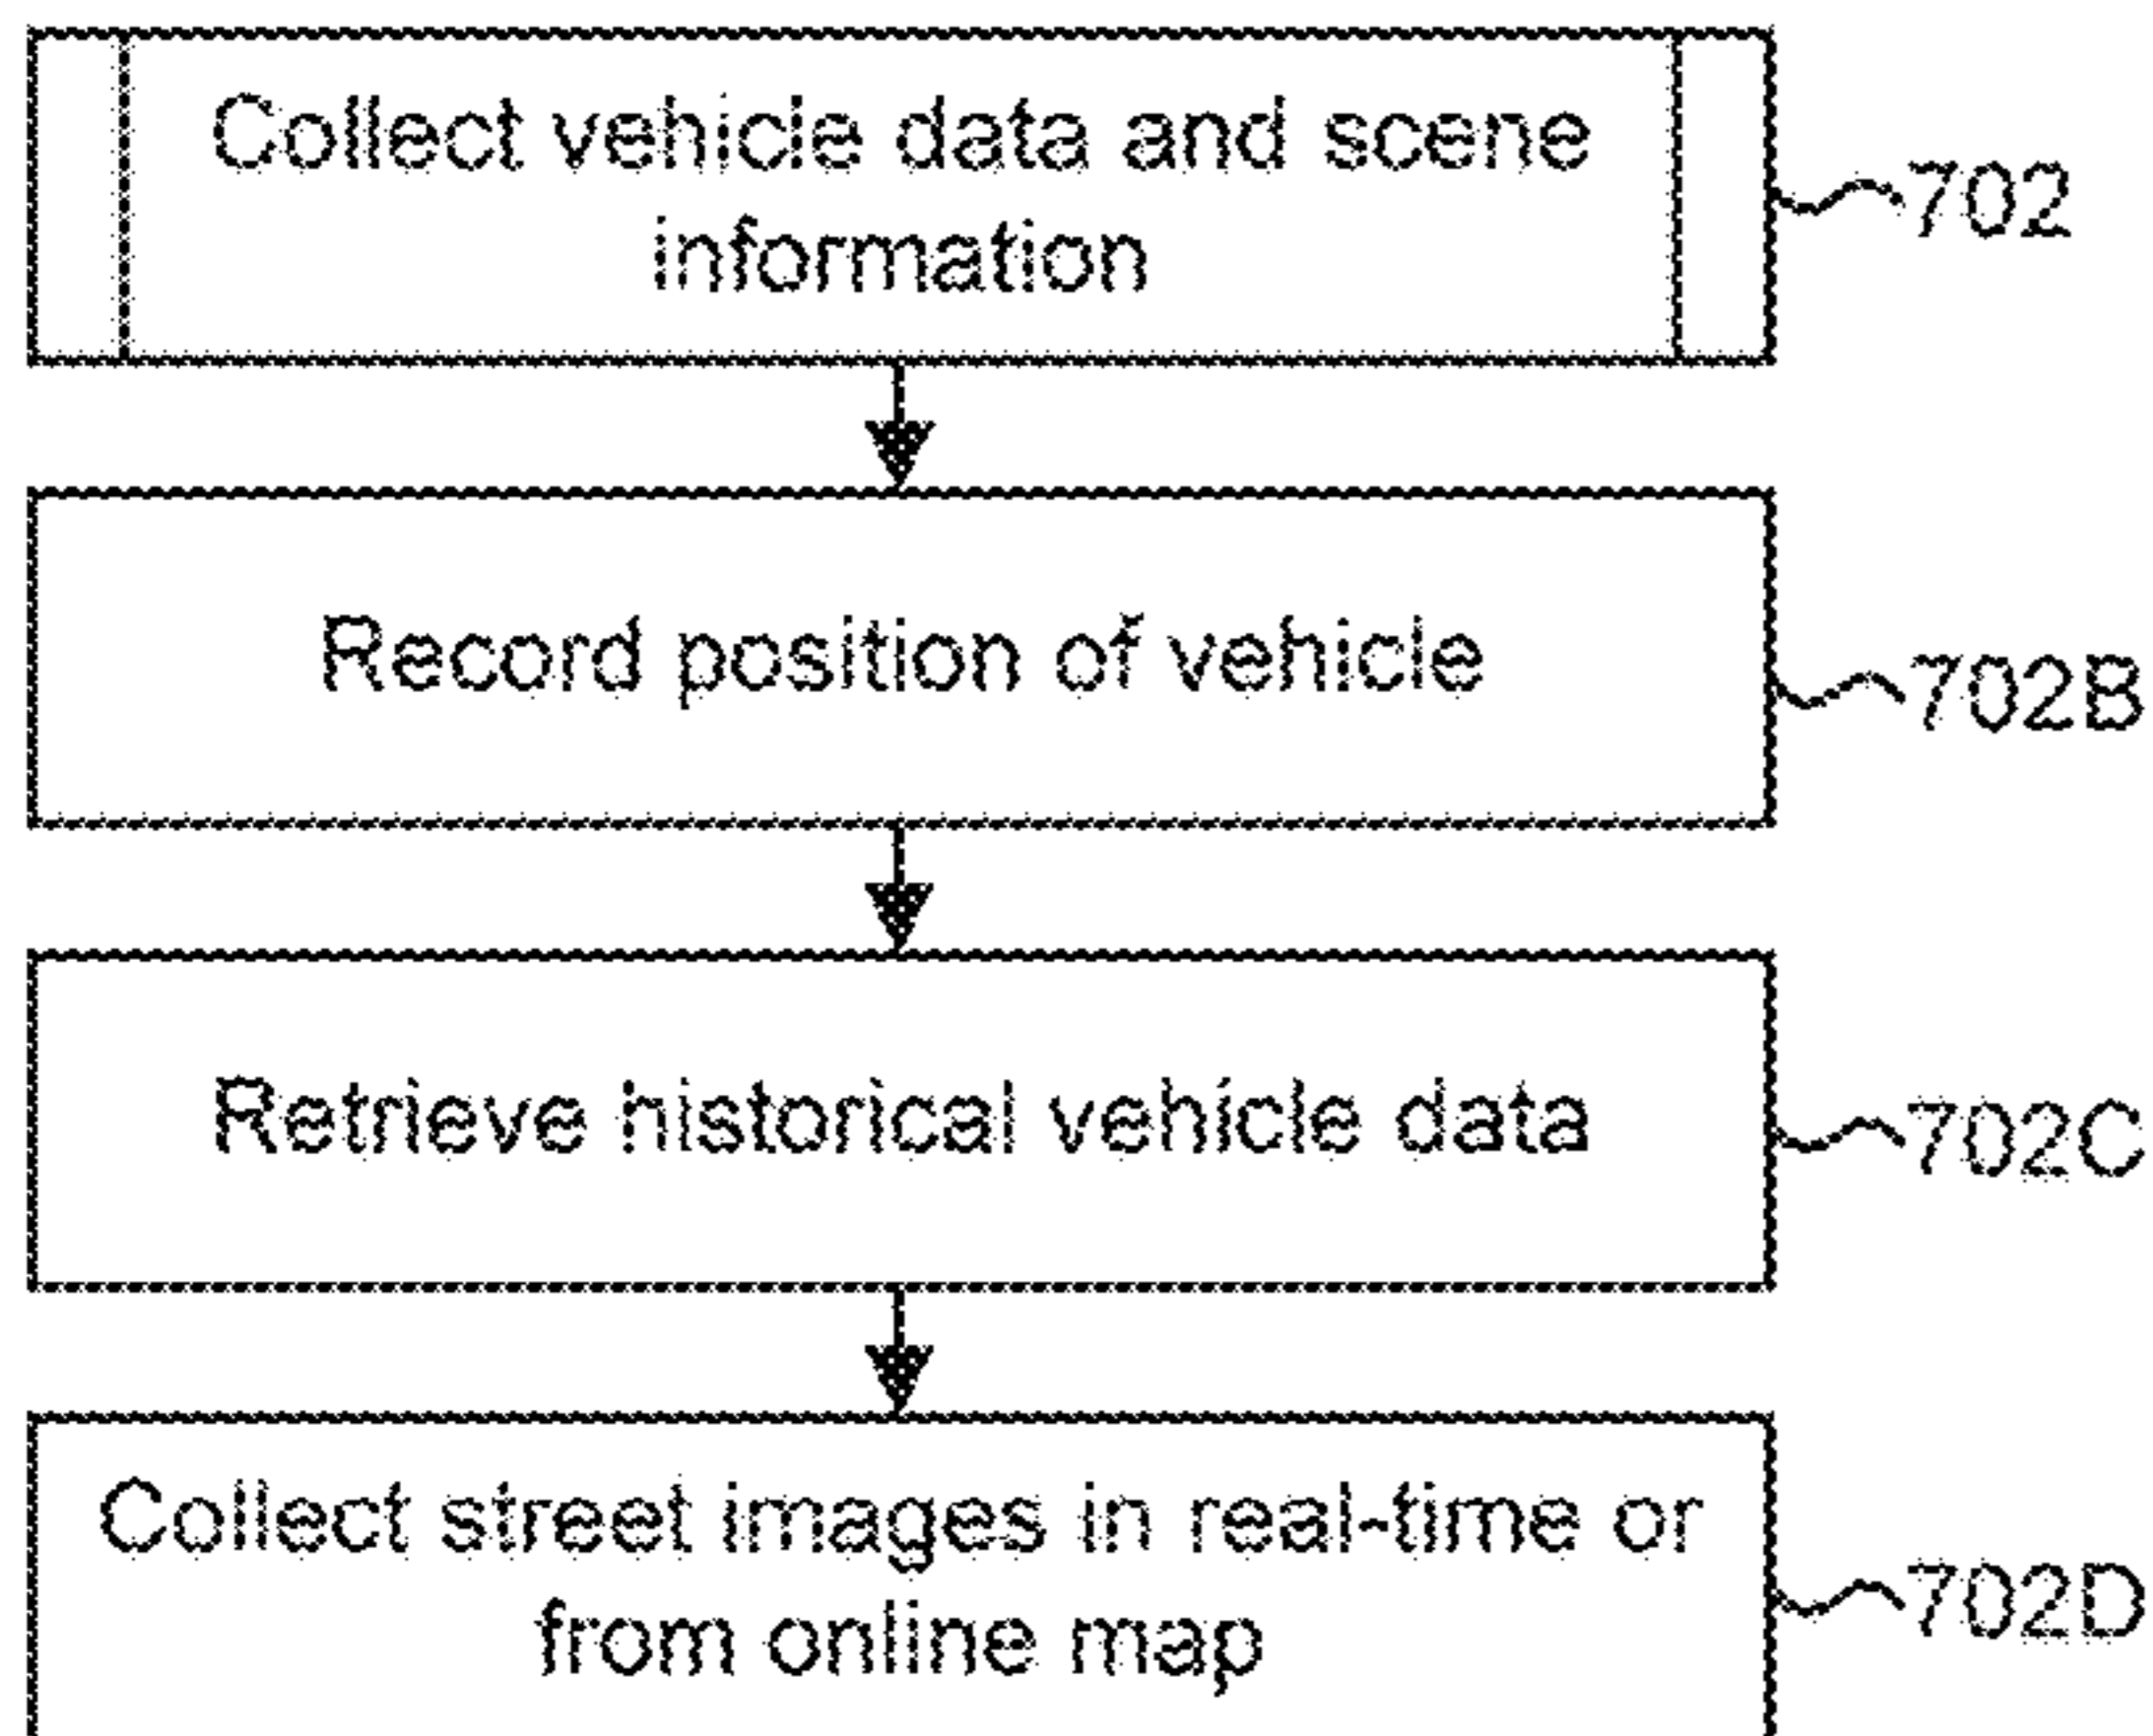 Collect vehicle data and scene
information
702
Record position of vehicle
702B
Retrieve historical vehicle data
702C
Collect street images in real-time or
from online map
702D